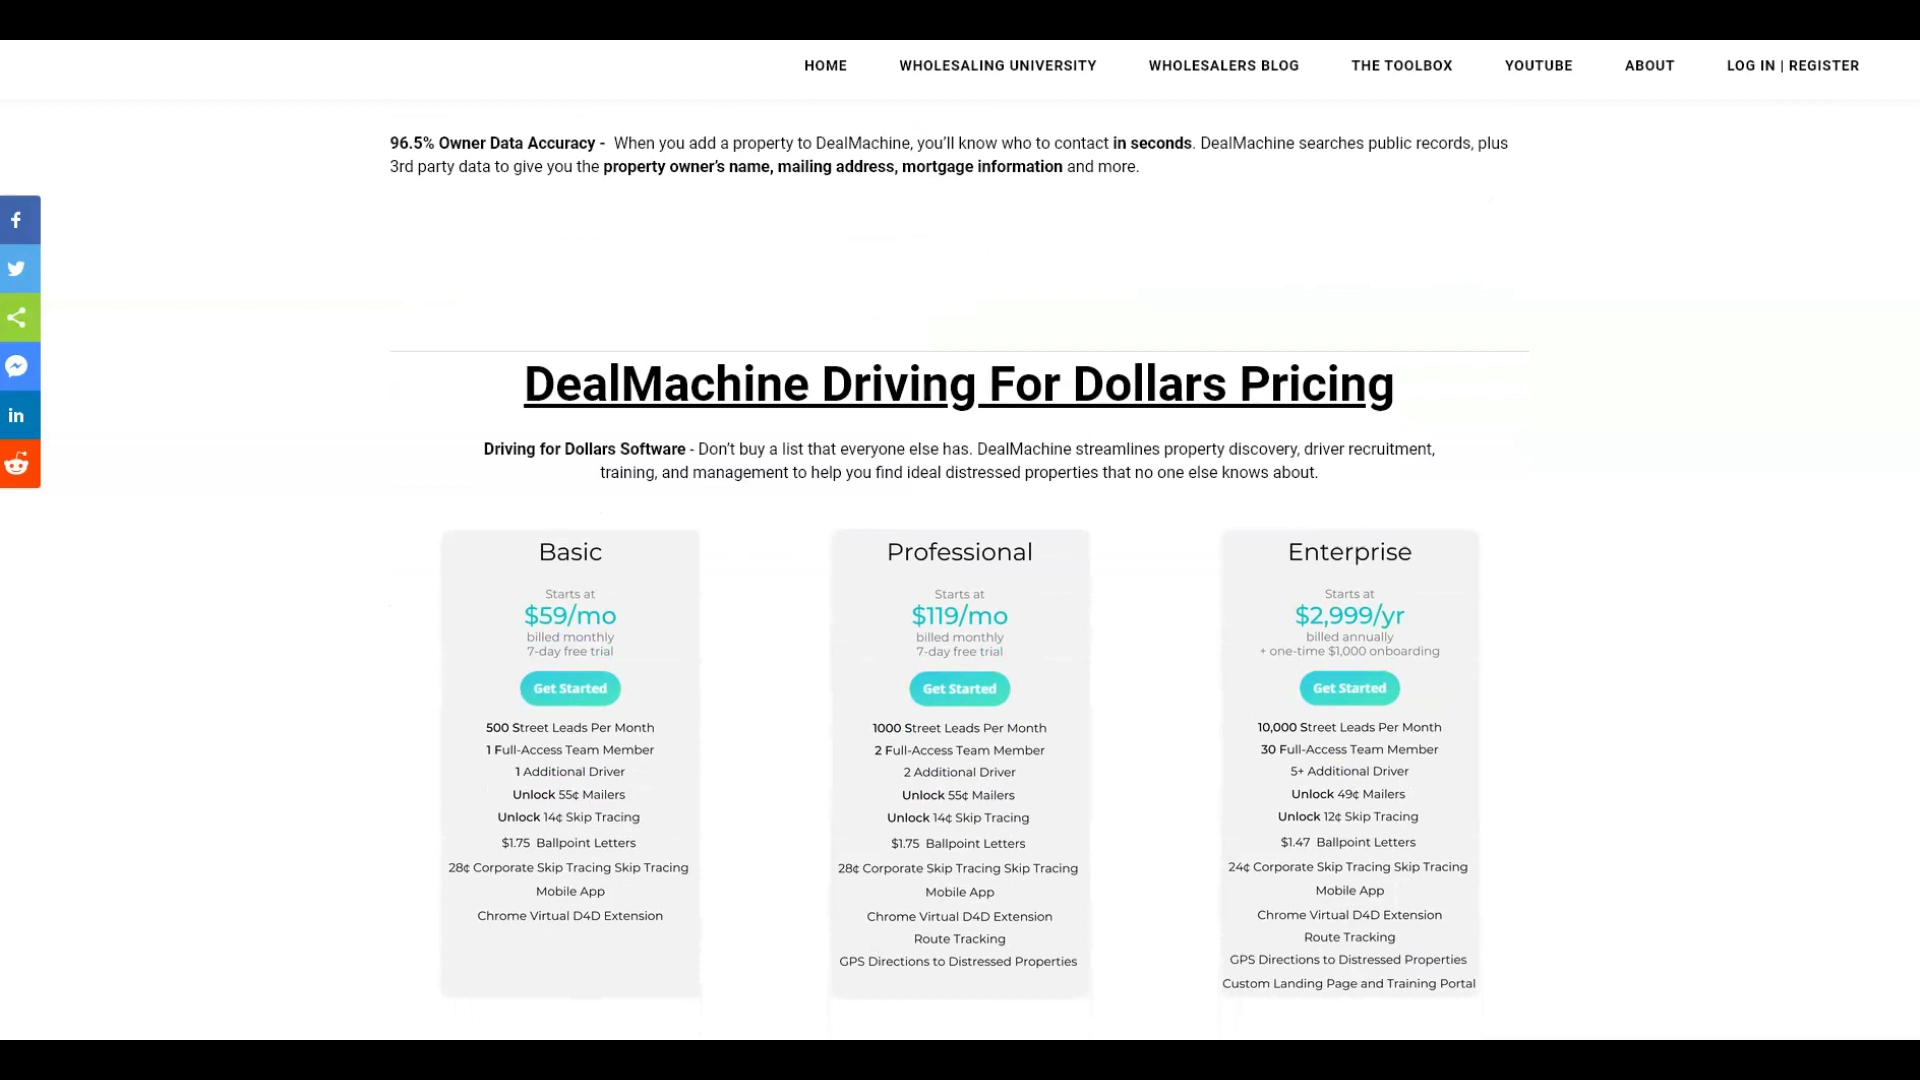 HOME WHOLESALING UNIVERSITY WHOLESALERS BLOG THE TOOLBOX YOUTUBE ABOUT LOG IN | REGISTER
96.5% Owner Data Accuracy - When you add a property to DealMachine, you'll know who to contact in seconds. DealMachine searches public records, plus
3rd party data to give you the property owner's name, mailing address, mortgage information and more.
f
in
DealMachine Driving For Dollars Pricing
Driving for Dollars Software - Don't buy a list that everyone else has. DealMachine streamlines property discovery, driver recruitment,
training, and management to help you find ideal distressed properties that no one else knows about.
Basic
Starts at
$59/mo
billed monthly
7-day free trial
Get Started
500 Street Leads Per Month
1 Full-Access Team Member
1 Additional Driver
Unlock 55¢ Mailers
Unlock 14¢ Skip Tracing
$1.75 Ballpoint Letters
28¢ Corporate Skip Tracing Skip Tracing
Mobile App
Chrome Virtual D4D Extension
Professional
Starts at
$119/mo
billed monthly
7-day free trial
Get Started
1000 Street Leads Per Month
2 Full-Access Team Member
2 Additional Driver
Unlock 55¢ Mailers
Unlock 14¢ Skip Tracing
$1.75 Ballpoint Letters
28¢ Corporate Skip Tracing Skip Tracing
Mobile App
Chrome Virtual D4D Extension
Route Tracking
GPS Directions to Distressed Properties
Enterprise
Starts at
$2,999/yr
billed annually
+ one-time $1,000 onboarding
Get Started
10,000 Street Leads Per Month
30 Full-Access Team Member
5+ Additional Driver
Unlock 49¢ Mailers
Unlock 12¢ Skip Tracing
$1.47 Ballpoint Letters
24¢ Corporate Skip Tracing Skip Tracing
Mobile App
Chrome Virtual D4D Extension
Route Tracking
GPS Directions to Distressed Properties
Custom Landing Page and Training Portal